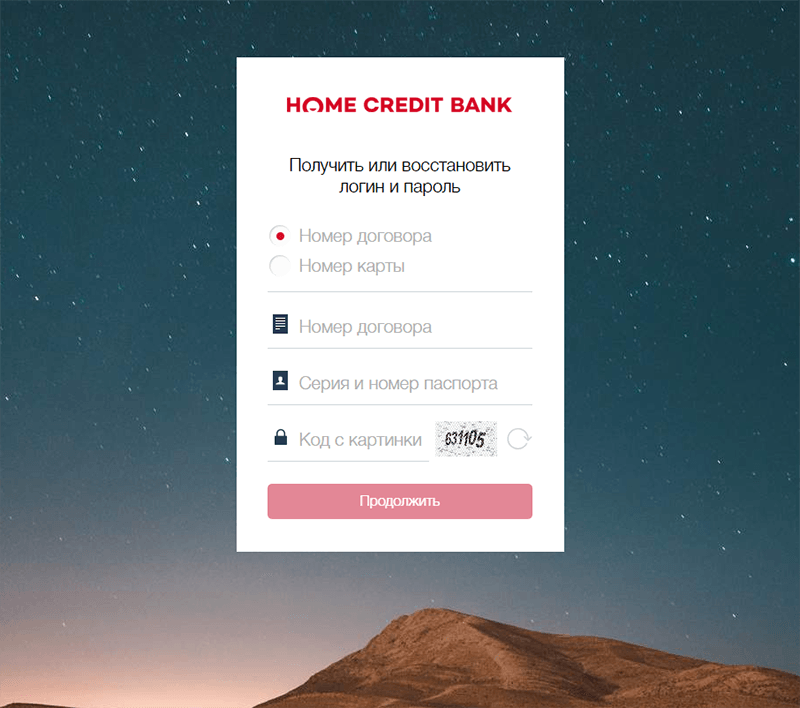 HOME CREDIT BANK
Получить или восстановить
логин и пароль
Номер договора
Номер карты
Номер договора
Серия и номер паспорта
Код с картинки 631105
Продолжить